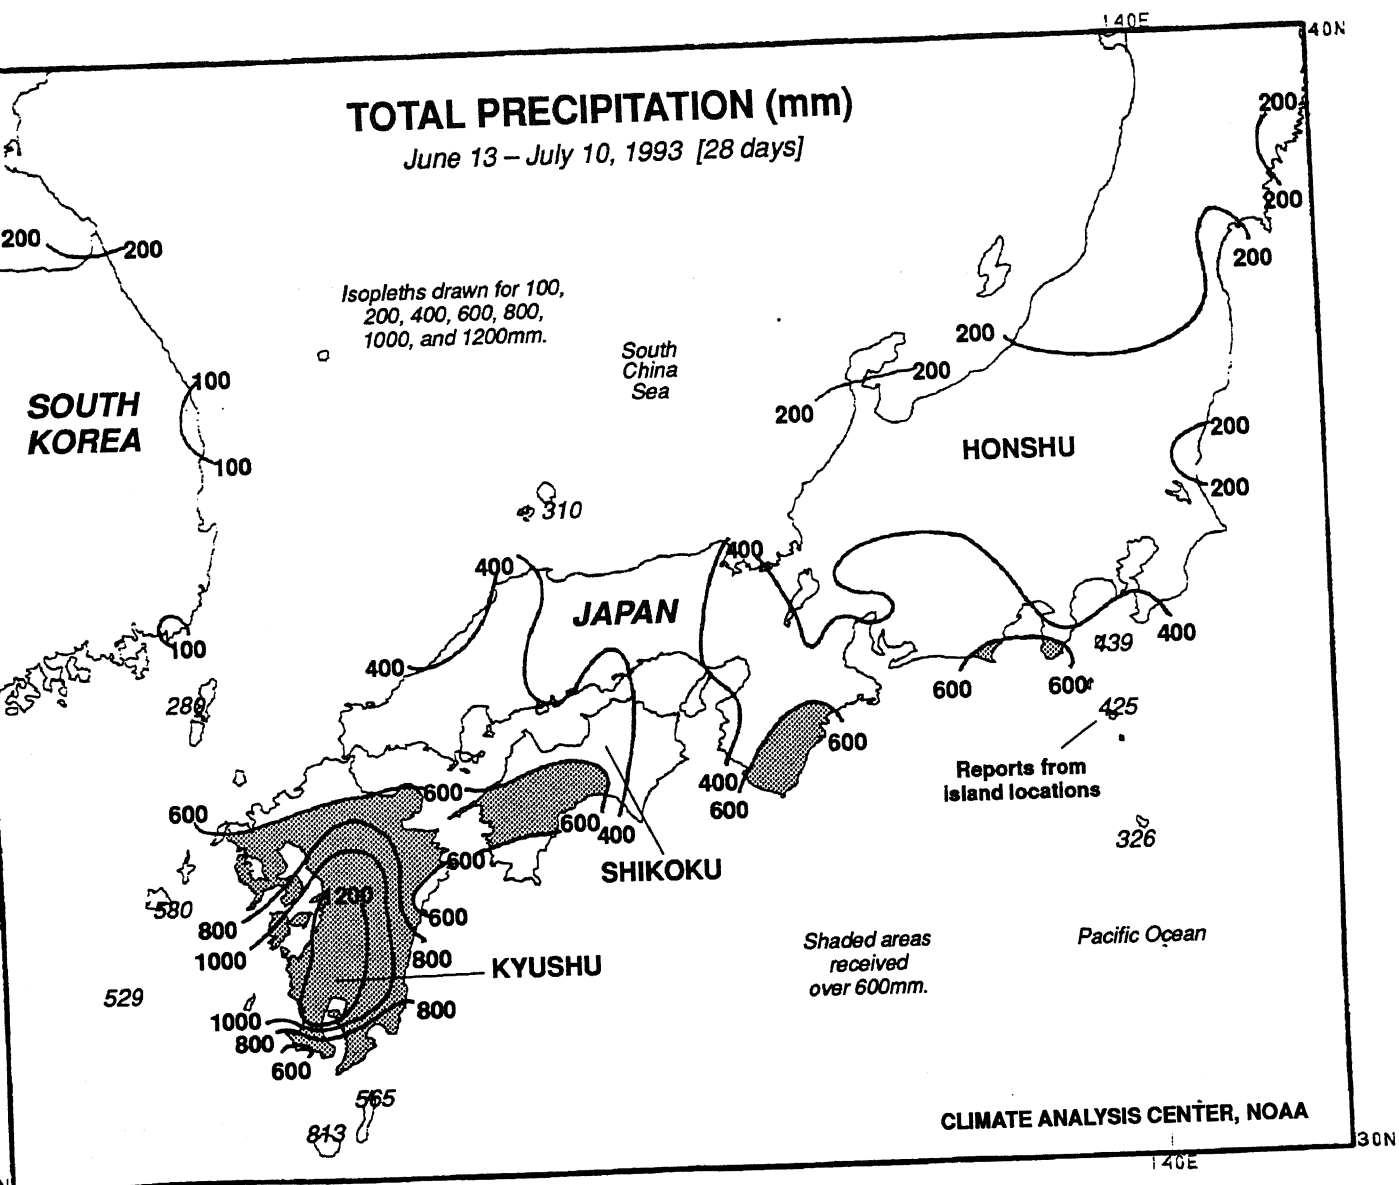 140E
40N
TOTAL PRECIPITATION (mm)
June 13 – July 10, 1993 [28 days]
200
200
200
200
200
Isopleths drawn for 100,
200, 400, 600, 800,
1000, and 1200mm.
South
China
Sea
200
200
200
100
SOUTH
KOREA
100
HONSHU
200
200
310
400
400
JAPAN
100
400
439
400
280
600
600
425
600
Reports from
island locations
400
600
600
600
600
400
326
600
SHIKOKU
1200
580
800
600
1000
800
KYUSHU
Shaded areas
received
over 600mm.
Pacific Ocean
529
1000
800
800
600
565
813
CLIMATE ANALYSIS CENTER, NOAA
30N
140E